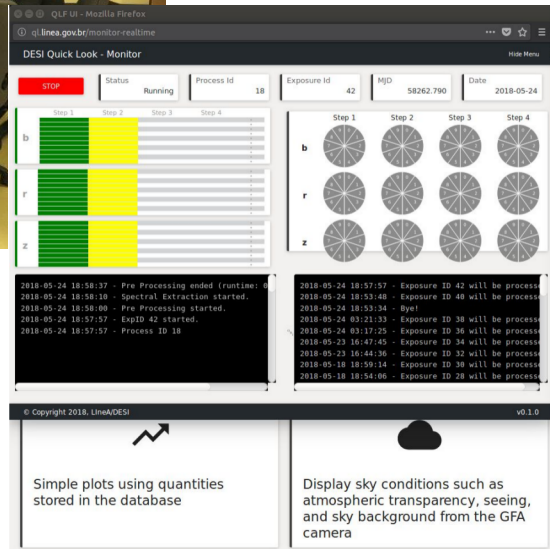 QLF UI - Mozilla Firefox
ql.linea.gov.br/monitor-realtime
DESI Quick Look - Monitor
Hide Menu
STOP
Status
Running
Process Id
18
Exposure Id
42
MJD
58262.790
Date
2018-05-24
Step 1 Step 2 Step 3 Step 4
b
r
z
Step 1 Step 2 Step 3 Step 4
b
r
z
2018-05-24 18:58:37 - Pre Processing ended (runtime: 0
2018-05-24 18:58:10 - Spectral Extraction started.
2018-05-24 18:58:00 - Pre Processing started.
2018-05-24 18:57:57 - ExpID 42 started.
2018-05-24 18:57:57 - Process ID 18
2018-05-24 18:57:57 - Exposure ID 42 will be processe
2018-05-24 18:53:48 - Exposure ID 40 will be processe
2018-05-24 18:53:34 - Bye!
2018-05-24 03:21:33 - Exposure ID 38 will be processe
2018-05-24 03:17:25 - Exposure ID 36 will be processe
2018-05-23 16:47:45 - Exposure ID 34 will be processe
2018-05-23 16:44:36 - Exposure ID 32 will be processe
2018-05-18 18:59:14 - Exposure ID 30 will be processe
2018-05-18 18:54:06 - Exposure ID 28 will be processe
© Copyright 2018, LIneA/DESI
v0.1.0
Simple plots using quantities
stored in the database
Display sky conditions such as
atmospheric transparency, seeing,
and sky background from the GFA
camera